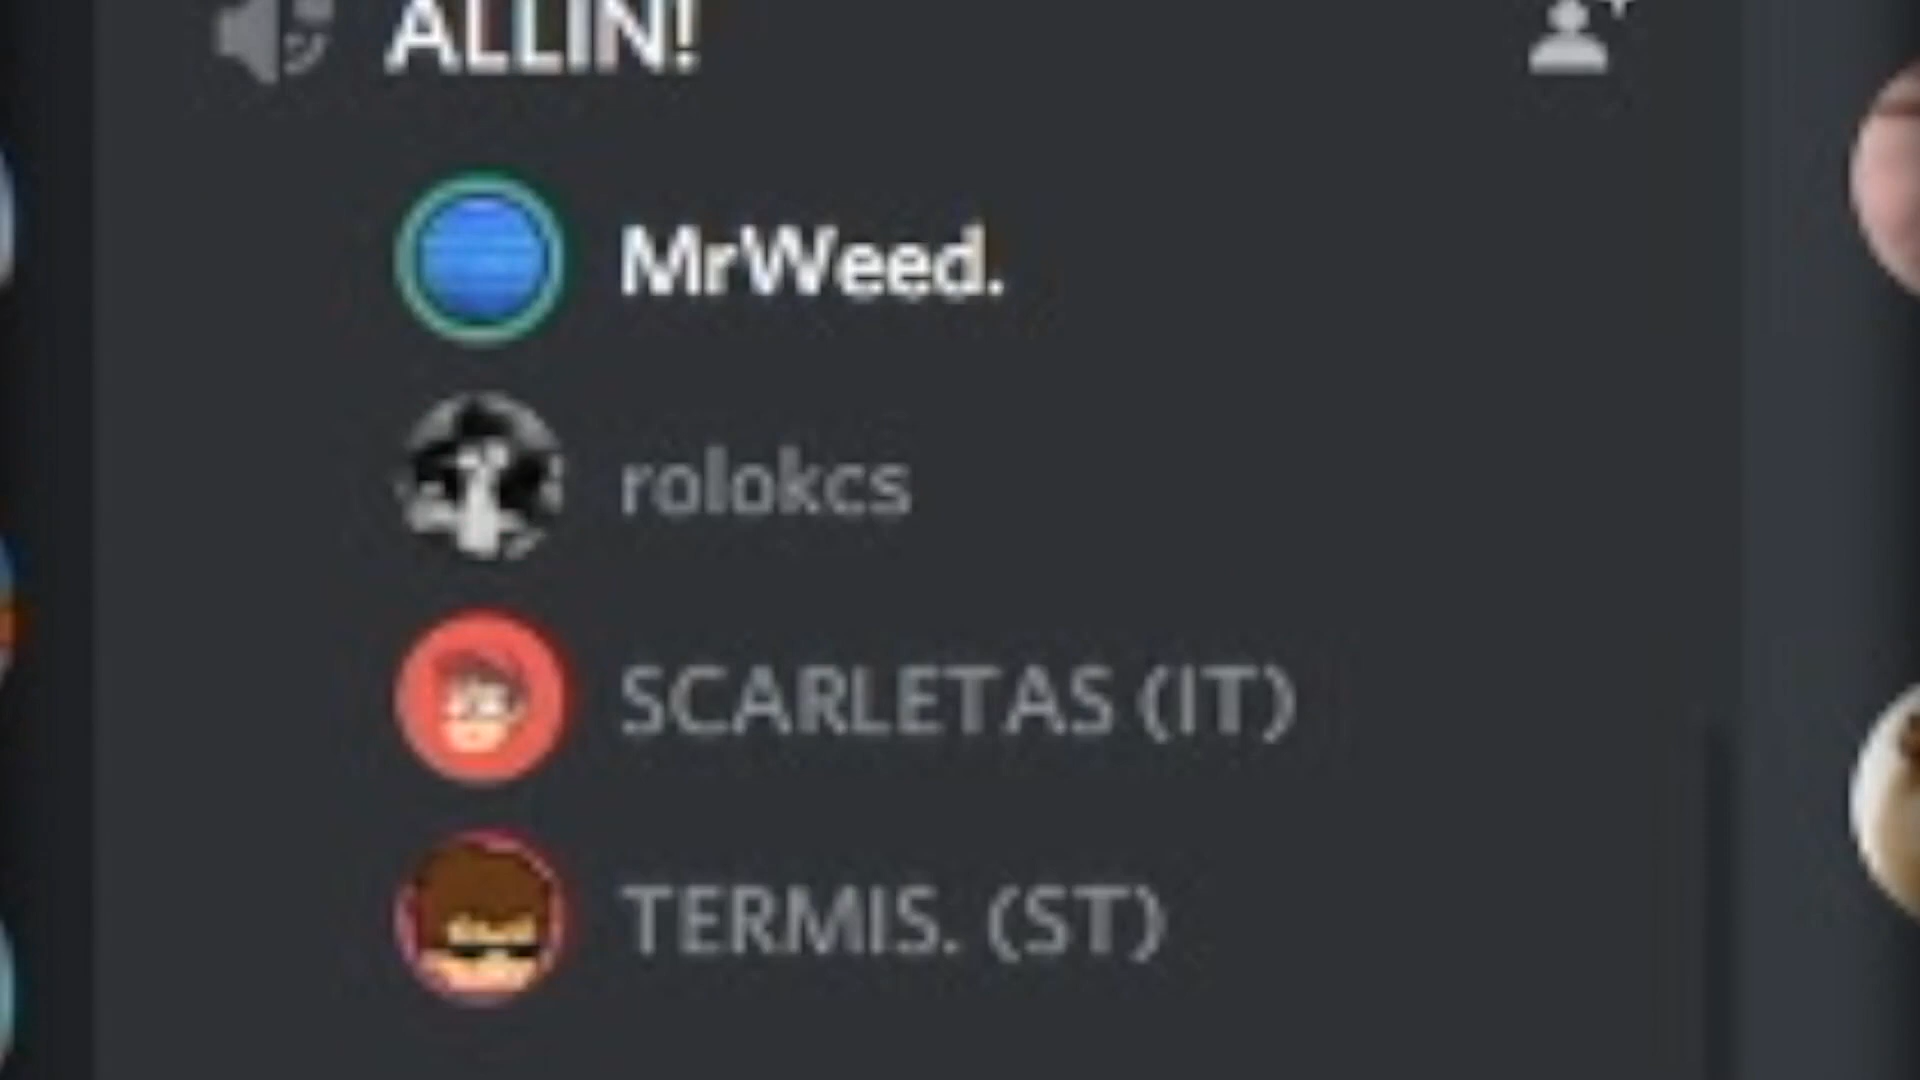 ALLIN!
MrWeed.
rolokcs
SCARLETAS (IT)
TERMIS. (ST)